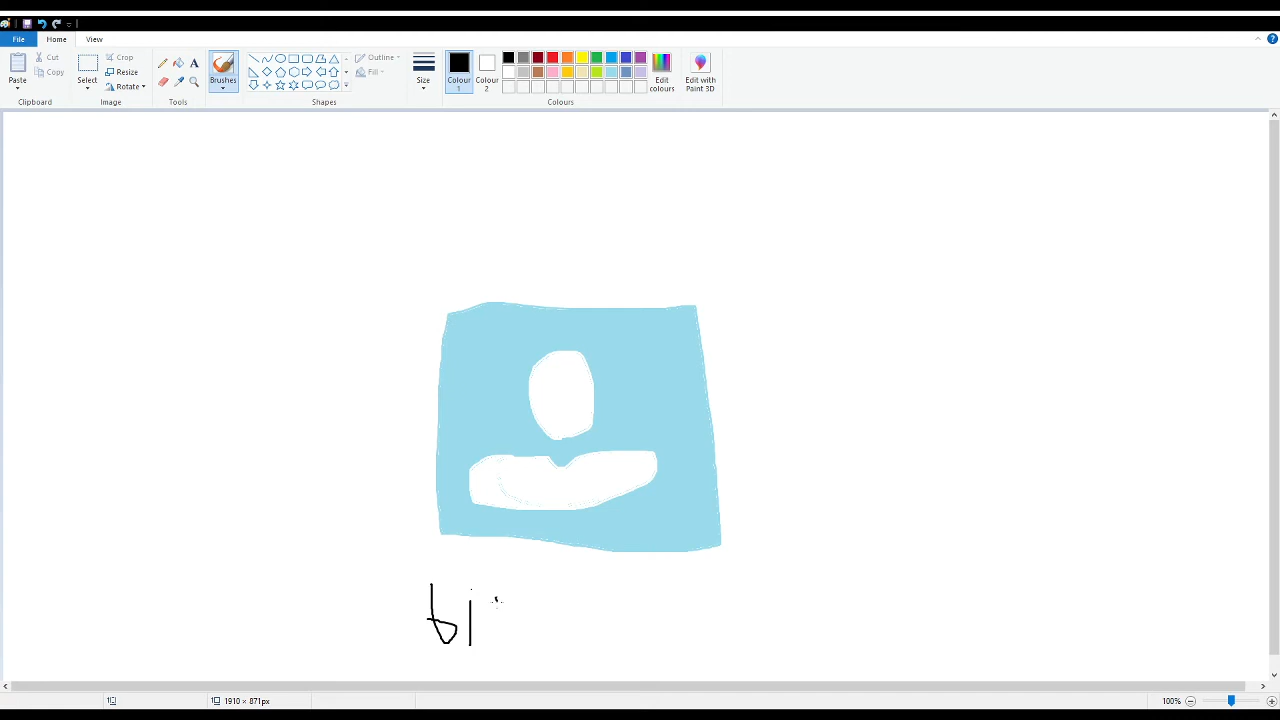 File Home View
Paste Cut Copy Clipboard
Select Crop Resize Rotate Image
Tools
Brushes
Outline Fill Shapes
Size
Colour 1 Colour 2 Edit colours Edit with Paint 3D Colours
bi
1910 × 871px 100%